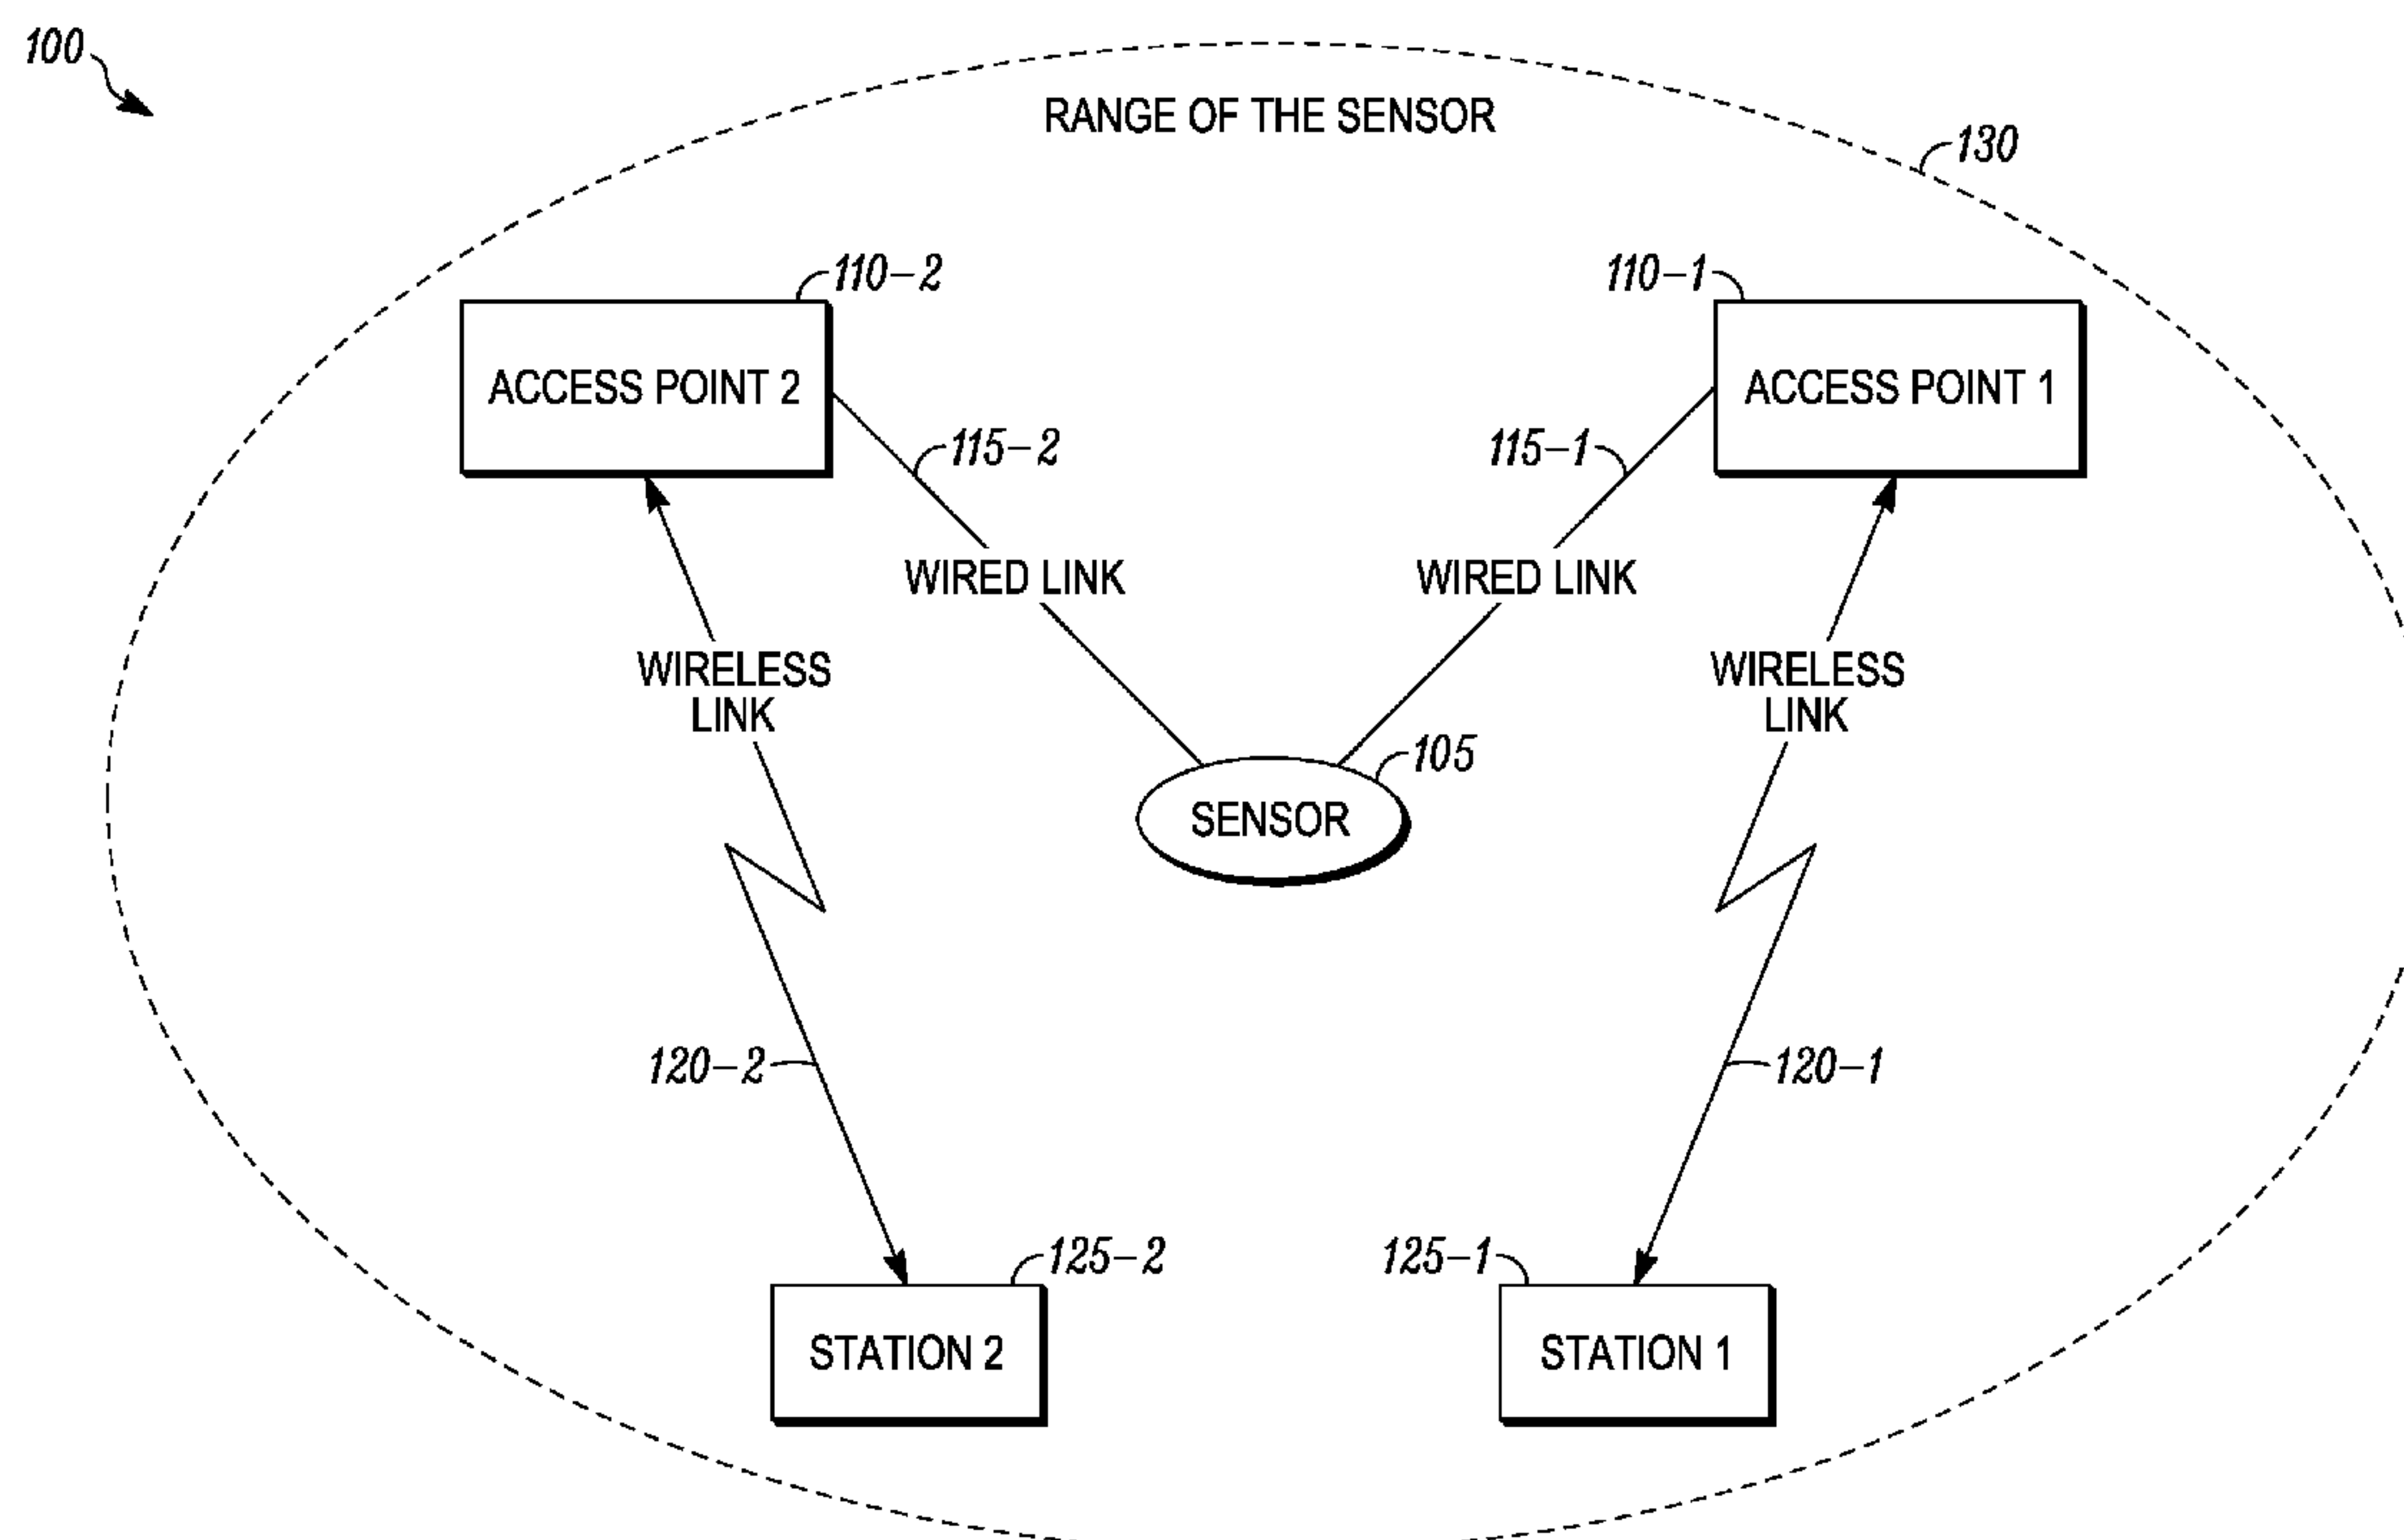 100
RANGE OF THE SENSOR
130
110-2
110-1
ACCESS POINT 2
ACCESS POINT 1
115-2
115-1
WIRED LINK
WIRED LINK
WIRELESS
LINK
WIRELESS
LINK
105
SENSOR
120-2
120-1
125-2
125-1
STATION 2
STATION 1